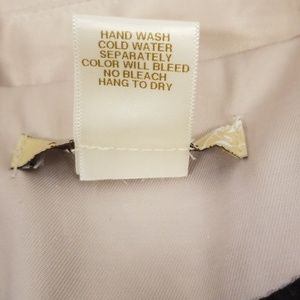 HAND WASH
COLD WATER
SEPARATELY
COLOR WILL BLEED
NO BLEACH
HANG TO DRY